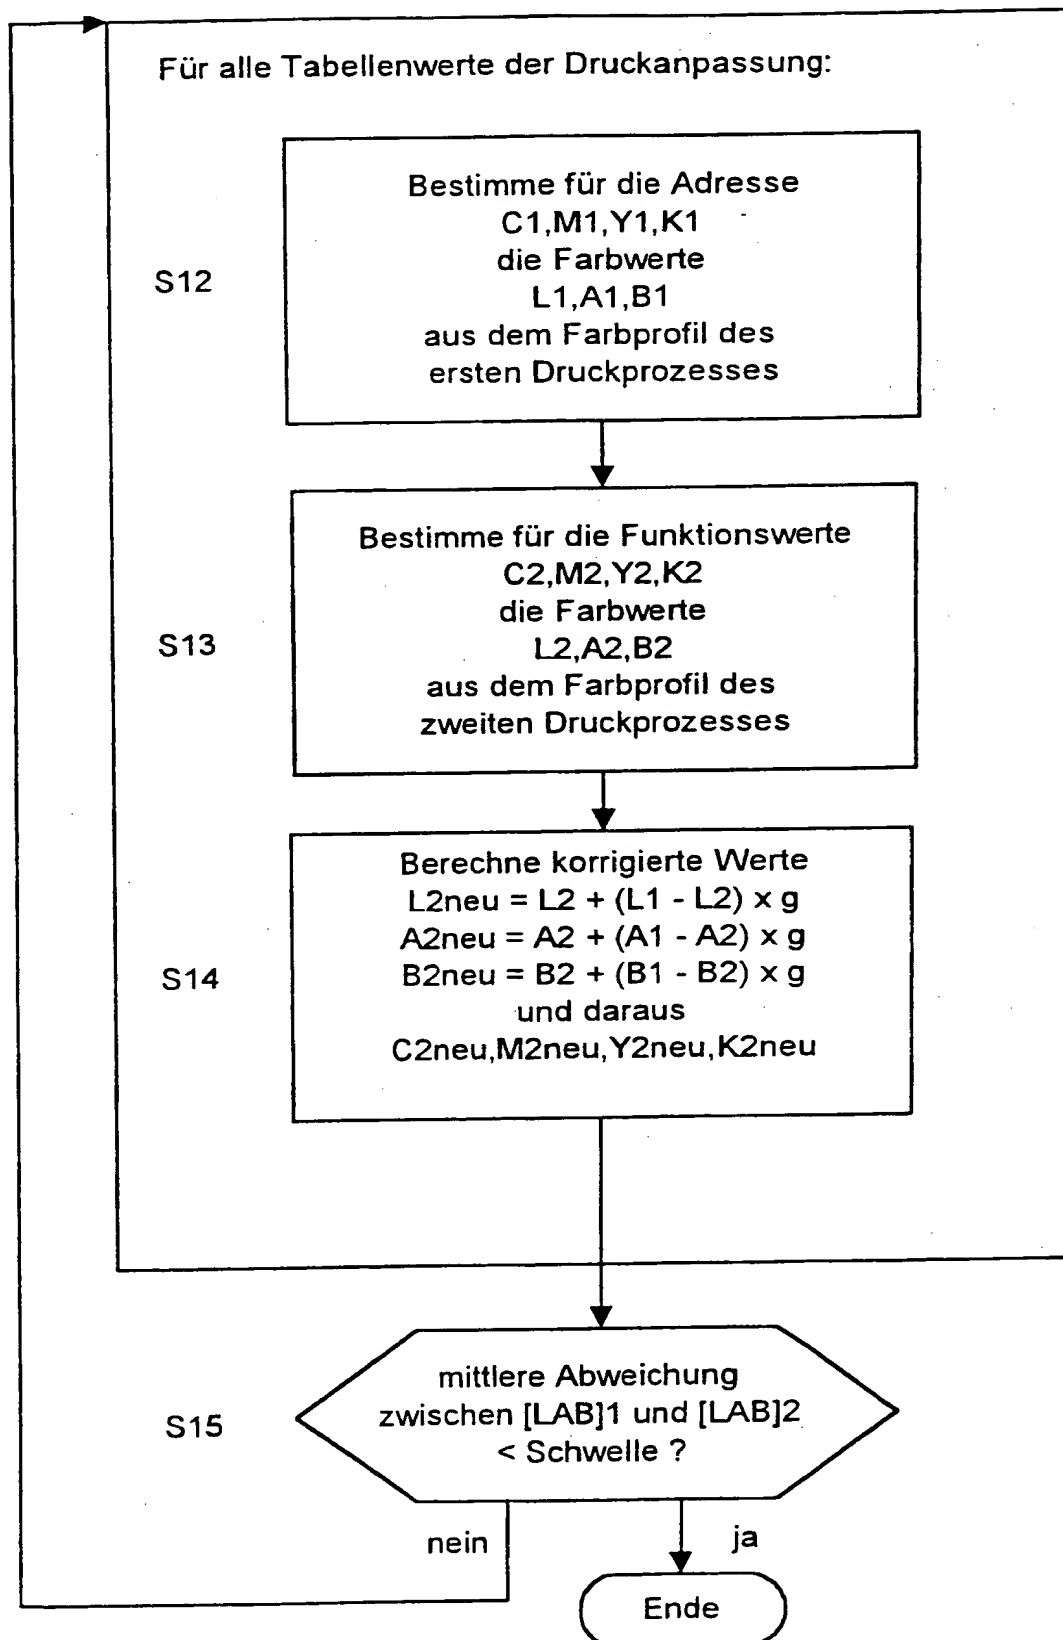 Für alle Tabellenwerte der Druckanpassung:
S12
Bestimme für die Adresse
C1,M1,Y1,K1
die Farbwerte
L1,A1,B1
aus dem Farbprofil des
ersten Druckprozesses
S13
Bestimme für die Funktionswerte
C2,M2,Y2,K2
die Farbwerte
L2,A2,B2
aus dem Farbprofil des
zweiten Druckprozesses
S14
Berechne korrigierte Werte
L2neu = L2 + (L1 - L2) x g
A2neu = A2 + (A1 - A2) x g
B2neu = B2 + (B1 - B2) x g
und daraus
C2neu,M2neu,Y2neu,K2neu
S15
mittlere Abweichung
zwischen [LAB]1 und [LAB]2
< Schwelle ?
nein
ja
Ende